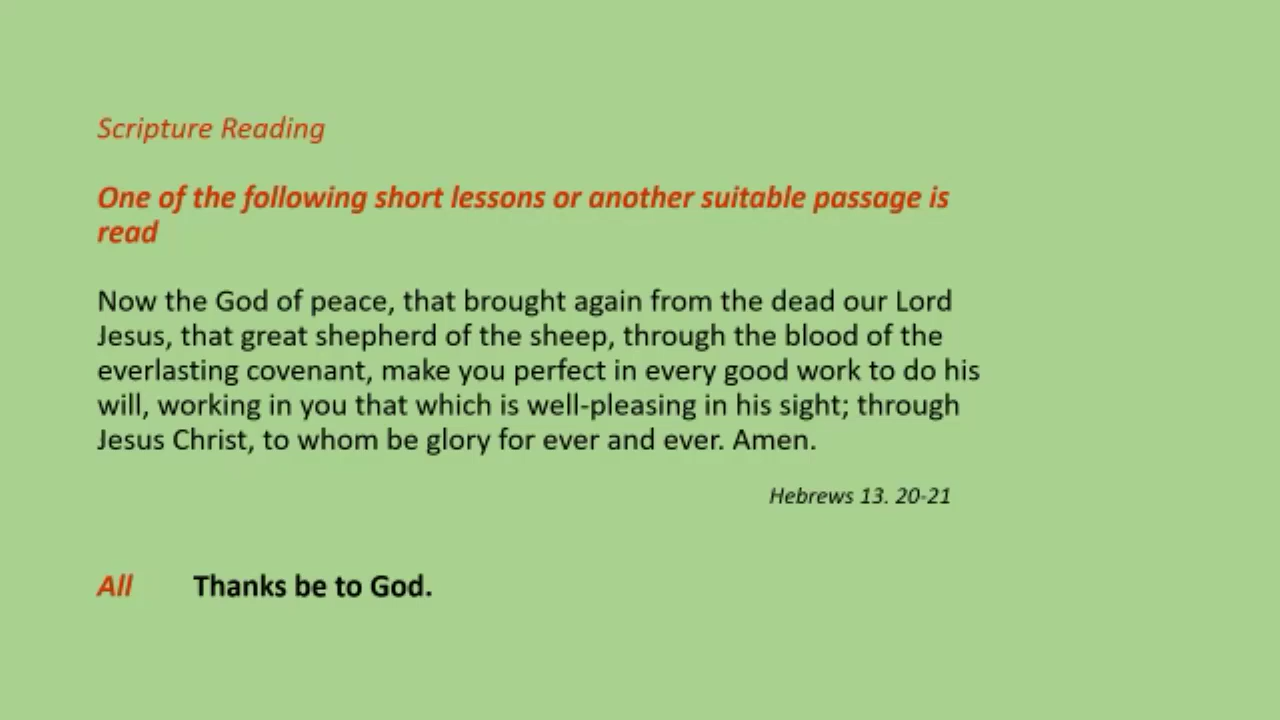 Scripture Reading
One of the following short lessons or another suitable passage is
read
Now the God of peace, that brought again from the dead our Lord
Jesus, that great shepherd of the sheep, through the blood of the
everlasting covenant, make you perfect in every good work to do his
will, working in you that which is well-pleasing in his sight; through
Jesus Christ, to whom be glory for ever and ever. Amen.
Hebrews 13. 20-21
All Thanks be to God.